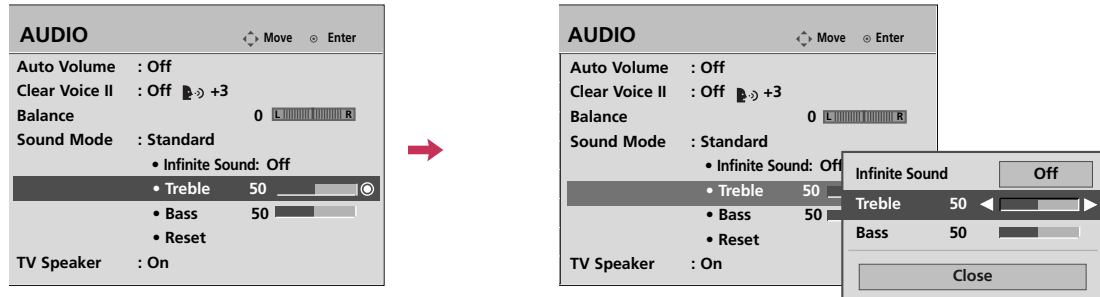 AUDIO Move Enter
Auto Volume : Off
Clear Voice II : Off +3
Balance 0 L R
Sound Mode : Standard
• Infinite Sound: Off
• Treble 50
• Bass 50
• Reset
TV Speaker : On
AUDIO Move Enter
Auto Volume : Off
Clear Voice II : Off +3
Balance 0 L R
Sound Mode : Standard
• Infinite Sound: Off
• Treble 50
• Bass 50
• Reset
TV Speaker : On
Infinite Sound Off
Treble 50
Bass 50
Close